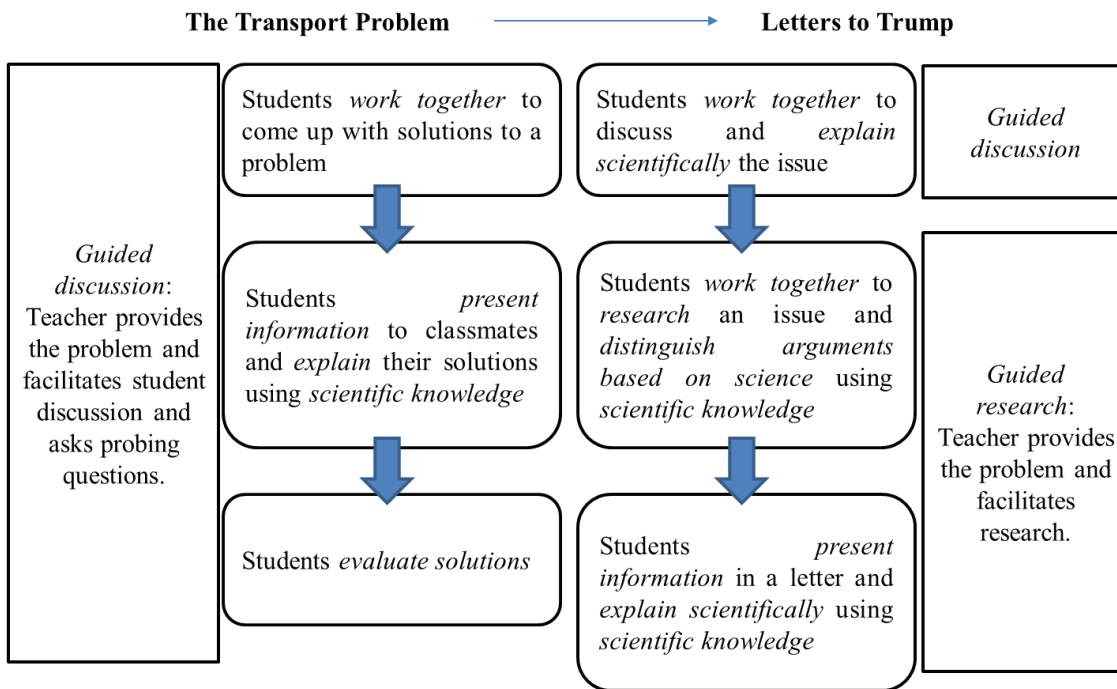 The Transport Problem
Letters to Trump
Guided
discussion:
Teacher provides
the problem and
facilitates student
discussion and
asks probing
questions.
Students work together to
come up with solutions to a
problem
Students present
information to classmates
and explain their solutions
using scientific knowledge
Students evaluate solutions
Students work together to
discuss and explain
scientifically the issue
Students work together to
research an issue and
distinguish arguments
based on science using
scientific knowledge
Students present
information in a letter and
explain scientifically using
scientific knowledge
Guided
discussion
Guided
research:
Teacher provides
the problem and
facilitates
research.